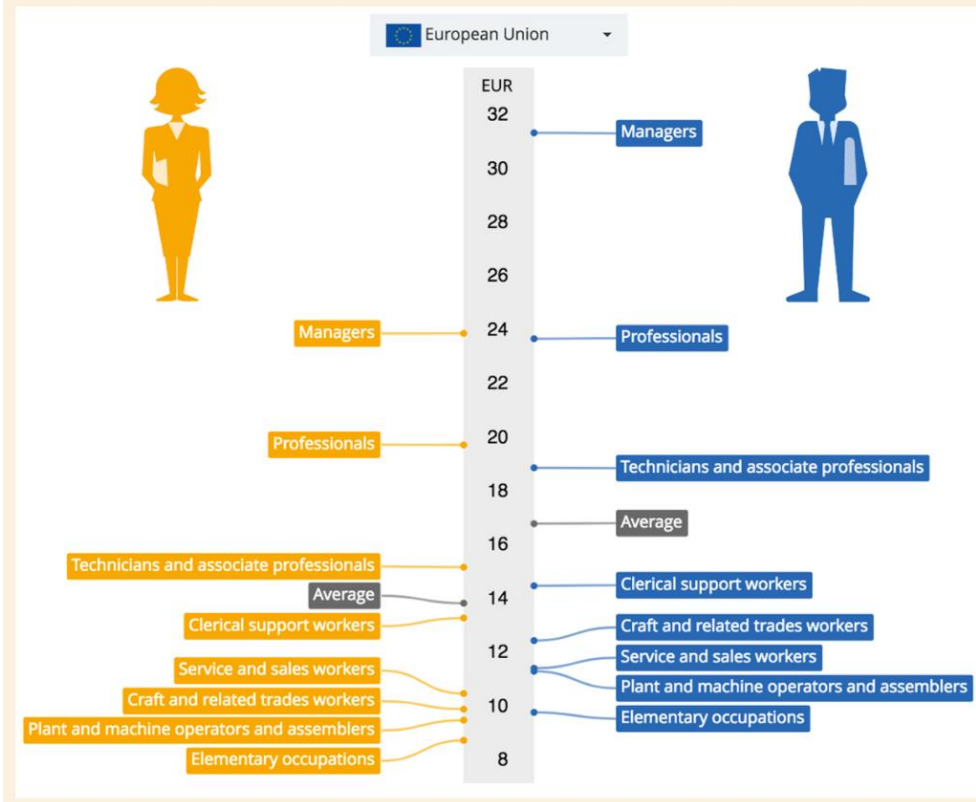 European Union
EUR
32
Managers
30
28
26
Managers
24
Professionals
22
Professionals
20
Technicians and associate professionals
18
Average
16
Technicians and associate professionals
Clerical support workers
Average
14
Clerical support workers
Craft and related trades workers
12
Service and sales workers
Service and sales workers
Plant and machine operators and assemblers
Craft and related trades workers
10
Elementary occupations
Plant and machine operators and assemblers
Elementary occupations
8